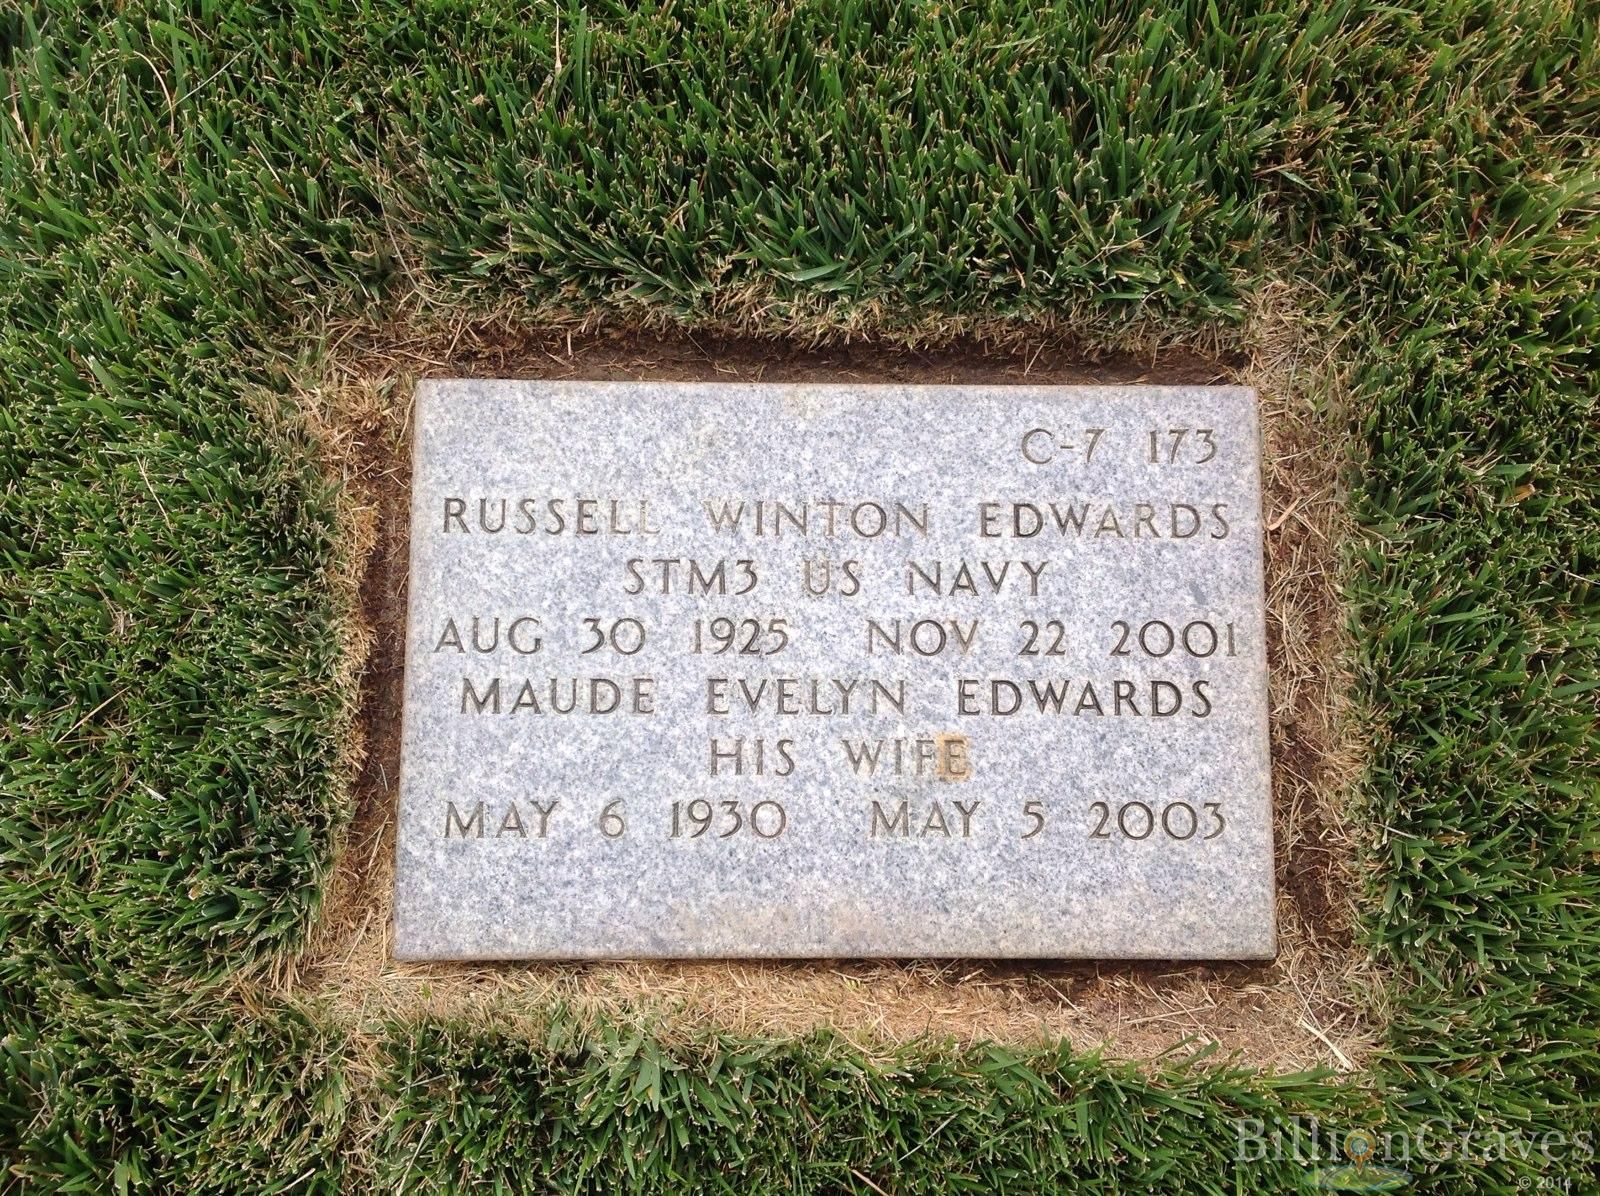 C-7 173
RUSSELL WINTON EDWARDS
STM3 US NAVY
AUG 30 1925 NOV 22 2001
MAUDE EVELYN EDWARDS
HIS WIFE
MAY 6 1930 MAY 5 2003
BillionGraves
© 2014